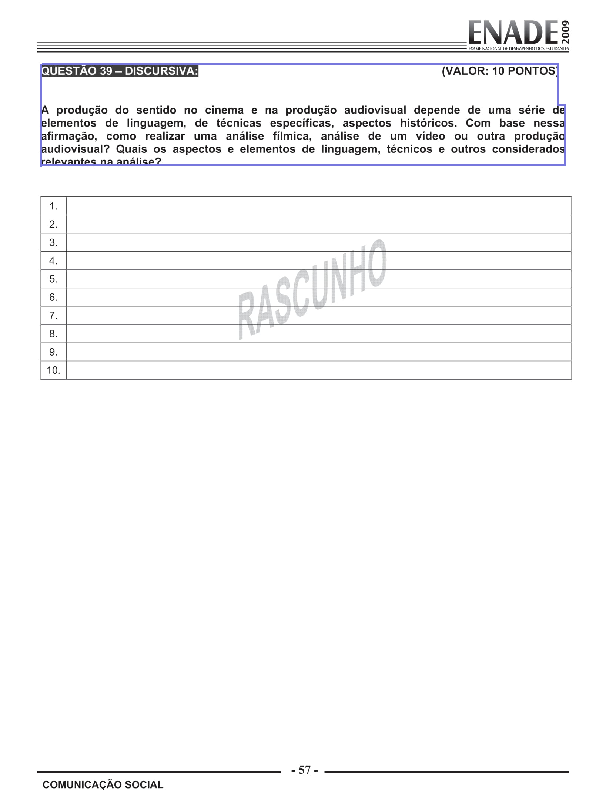 ENADE 2009
EXAME NACIONAL DE DESEMPENHO DOS ESTUDANTES
QUESTÃO 39 – DISCURSIVA: (VALOR: 10 PONTOS)
A produção do sentido no cinema e na produção audiovisual depende de uma série de
elementos de linguagem, de técnicas específicas, aspectos históricos. Com base nessa
afirmação, como realizar uma análise fílmica, análise de um vídeo ou outra produção
audiovisual? Quais os aspectos e elementos de linguagem, técnicos e outros considerados
relevantes na análise?
1.
2.
3.
4.
5.
6.
7.
8.
9.
10.
RASCUNHO
- 57 -
COMUNICAÇÃO SOCIAL